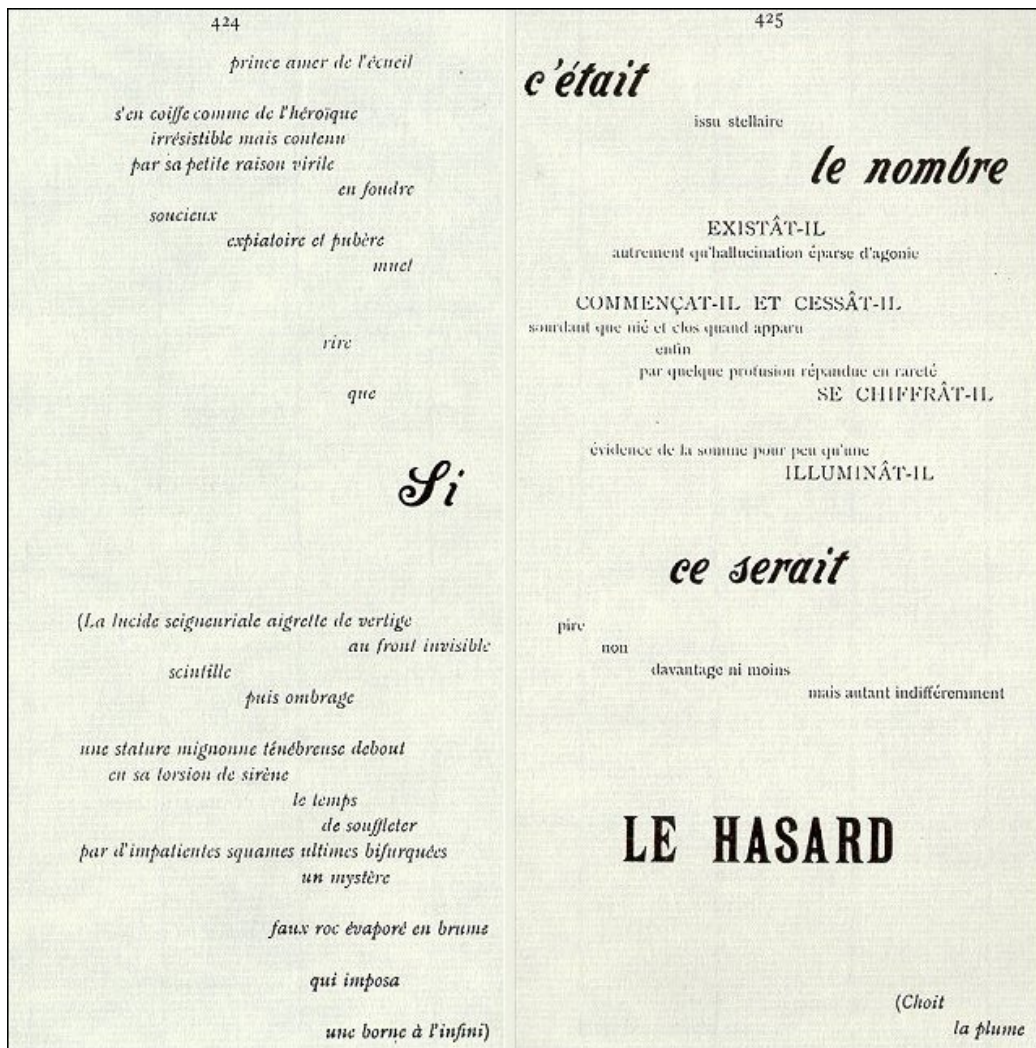 424
prince amer de l'écueil
s'en coiffe comme de l'héroïque
irrésistible mais contenu
par sa petite raison virile
en foudre
soucieux
expiatoire et pubère
muet
rire
que
Si
(La lucide seigneuriale aigrette de vertige
au front invisible
scintille
puis ombrage
une stature mignonne ténébreuse debout
en sa torsion de sirène
le temps
de souffleter
par d'impatientes squames ultimes bifurquées
un mystère
faux roc évaporé en brume
qui imposa
une borne à l'infini)
425
c'était
issu stellaire
le nombre
EXISTÂT-IL
autrement qu'hallucination éparse d'agonie
COMMENÇAT-IL ET CESSÂT-IL
sourdant que nié et clos quand apparu
enfin
par quelque profusion répandue en rareté
SE CHIFFRÂT-IL
évidence de la somme pour peu qu'une
ILLUMINÂT-IL
ce serait
pire
non
davantage ni moins
mais autant indifféremment
LE HASARD
(Choit
la plume